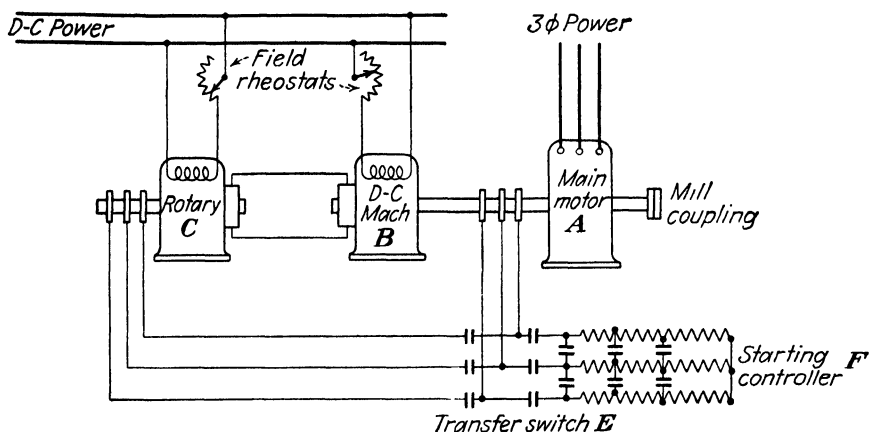 D-C Power
Field
rheostats
3ϕ Power
Rotary
C
D-C
Mach
B
Main
motor
A
Mill
coupling
Starting
controller F
Transfer switch E